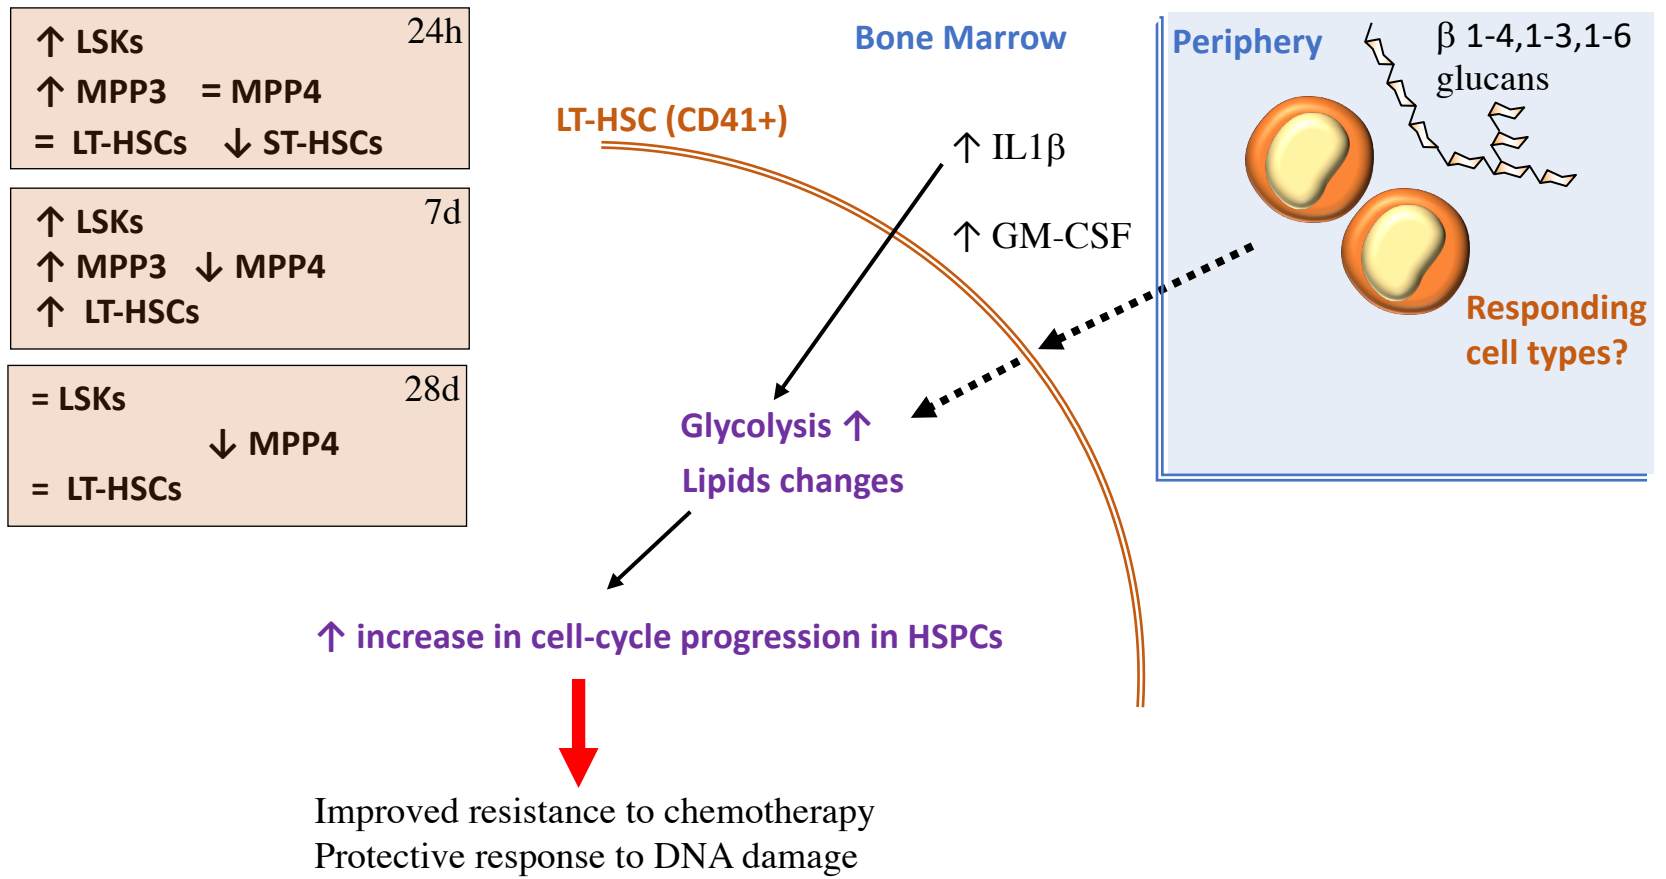 24h
↑ LSKs
↑ MPP3 = MPP4
= LT-HSCs ↓ ST-HSCs
7d
↑ LSKs
↑ MPP3 ↓ MPP4
↑ LT-HSCs
28d
= LSKs
↓ MPP4
= LT-HSCs
Bone Marrow
LT-HSC (CD41+)
↑ IL1β
↑ GM-CSF
Periphery
β 1-4,1-3,1-6
glucans
Responding
cell types?
Glycolysis ↑
Lipids changes
↑ increase in cell-cycle progression in HSPCs
Improved resistance to chemotherapy
Protective response to DNA damage